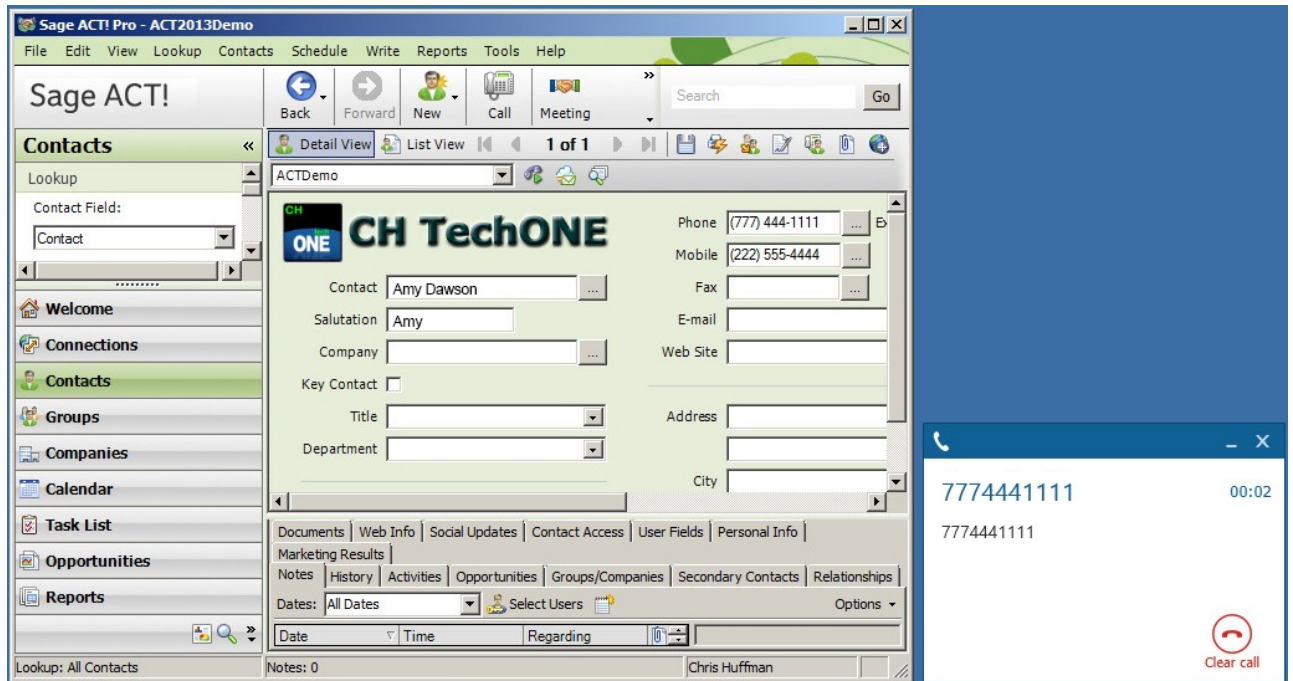 Sage ACT! Pro - ACT2013Demo
File Edit View Lookup Contacts Schedule Write Reports Tools Help
Sage ACT!
Back Forward New Call Meeting
Search
Go
Contacts
Lookup
Contact Field:
Contact
Welcome
Connections
Contacts
Groups
Companies
Calendar
Task List
Opportunities
Reports
Detail View List View 1 of 1
ACTDemo
CH
ONE
tech
CH TechONE
Contact Amy Dawson ...
Salutation Amy
Company ...
Key Contact
Title
Department
Phone (777) 444-1111 ... E
Mobile (222) 555-4444 ...
Fax ...
E-mail
Web Site
Address
City
Documents Web Info Social Updates Contact Access User Fields Personal Info
Marketing Results
Notes History Activities Opportunities Groups/Companies Secondary Contacts Relationships
Dates: All Dates Select Users Options
Date Time Regarding
Lookup: All Contacts Notes: 0 Chris Huffman
7774441111 00:02
7774441111
Clear call